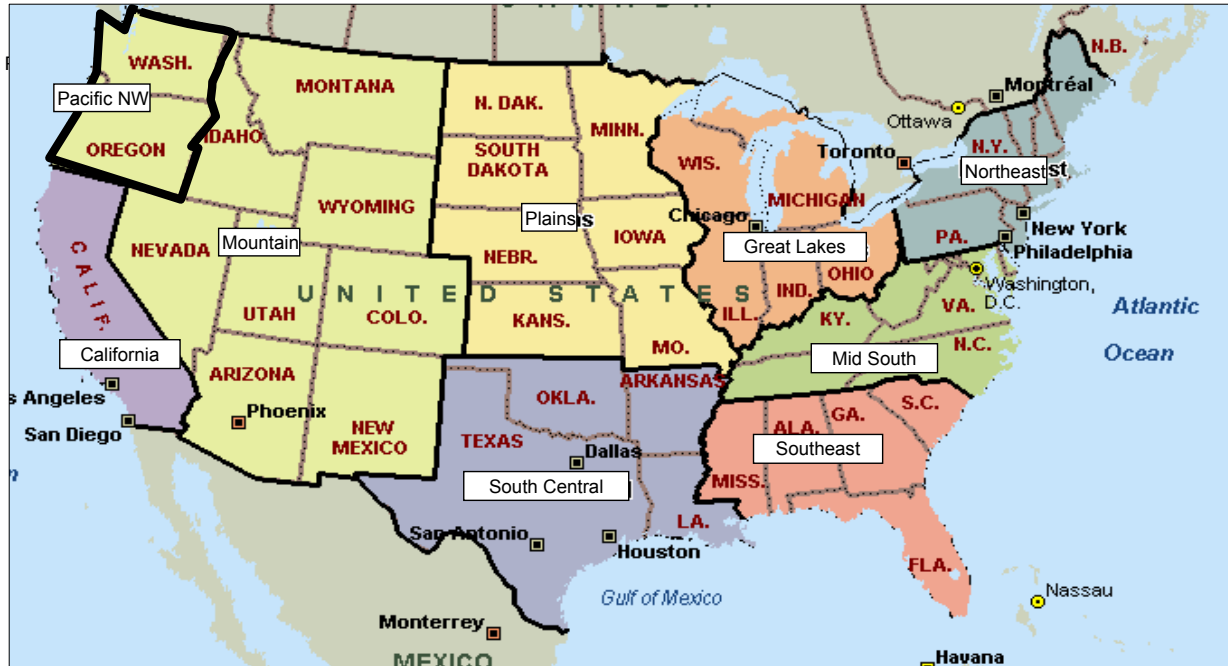 C A N A D A
WASH.
MONTANA
N. DAK.
MINN.
N.B.
Montréal
Ottawa
Pacific NW
OREGON
IDAHO
SOUTH
DAKOTA
WIS.
Toronto
N.Y.
MICHIGAN
Northeast
st
WYOMING
Plains
s
Chicago
New York
NEVADA
Mountain
NEBR.
IOWA
Great Lakes
PA.
Philadelphia
OHIO
Washington,
D.C.
C A L I F.
U N I T E D   S T A T E S
UTAH
COLO.
KANS.
ILL.
IND.
KY.
VA.
Atlantic
Ocean
California
ARIZONA
MO.
Mid South
N.C.
s Angeles
Phoenix
NEW
MEXICO
OKLA.
ARKANSAS
S.C.
San Diego
TEXAS
Dallas
ALA.
GA.
Southeast
n
South Central
MISS.
San Antonio
Houston
LA.
FLA.
Gulf of Mexico
Nassau
Monterrey
MEXICO
Havana